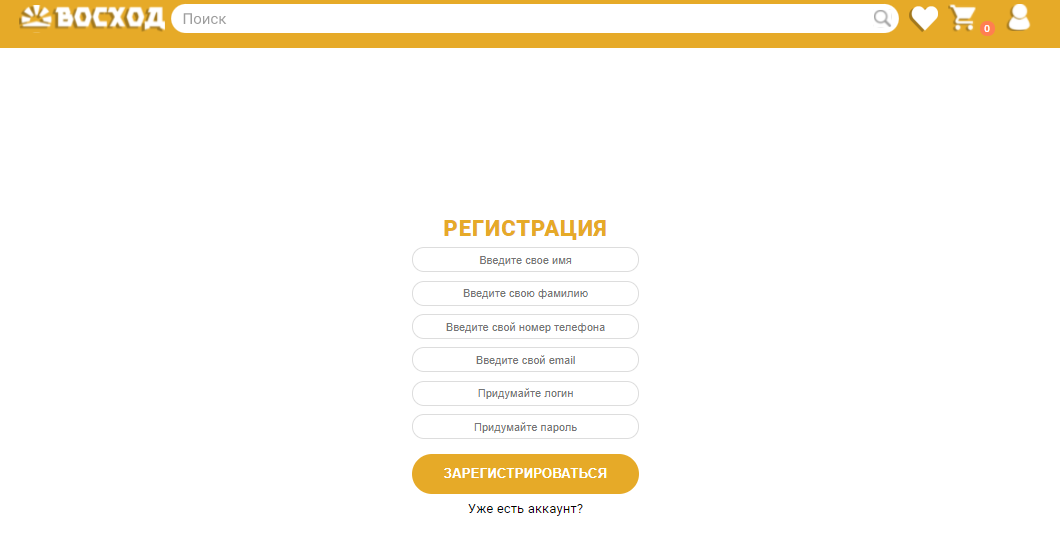 ВОСХОД
Поиск
0
РЕГИСТРАЦИЯ
Введите свое имя
Введите свою фамилию
Введите свой номер телефона
Введите свой email
Придумайте логин
Придумайте пароль
ЗАРЕГИСТРИРОВАТЬСЯ
Уже есть аккаунт?